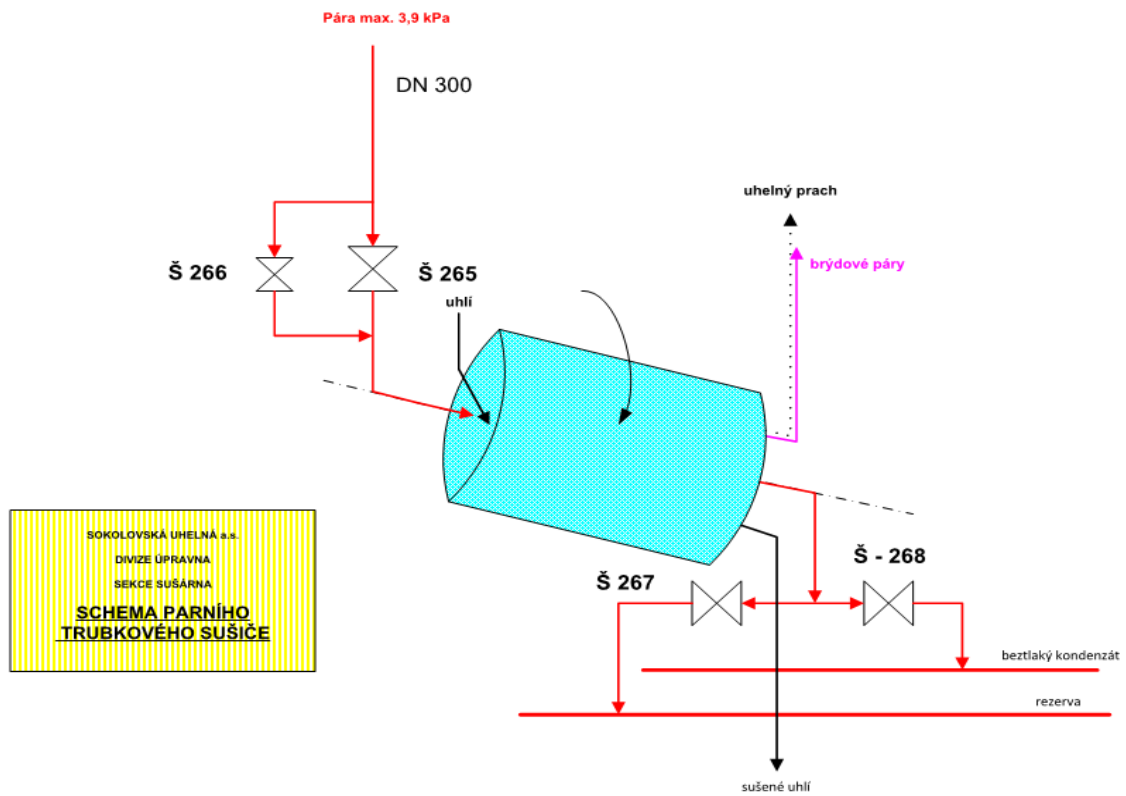 Pára max. 3,9 kPa
DN 300
uhelný prach
brýdové páry
Š 266
Š 265
uhlí
SOKOLOVSKÁ UHELNÁ a.s.
DIVIZE ÚPRAVNA
SEKCE SUŠÁRNA
SCHEMA PARNÍHO
TRUBKOVÉHO SUŠIČE
Š 267
Š - 268
beztlaký kondenzát
rezerva
sušené uhlí